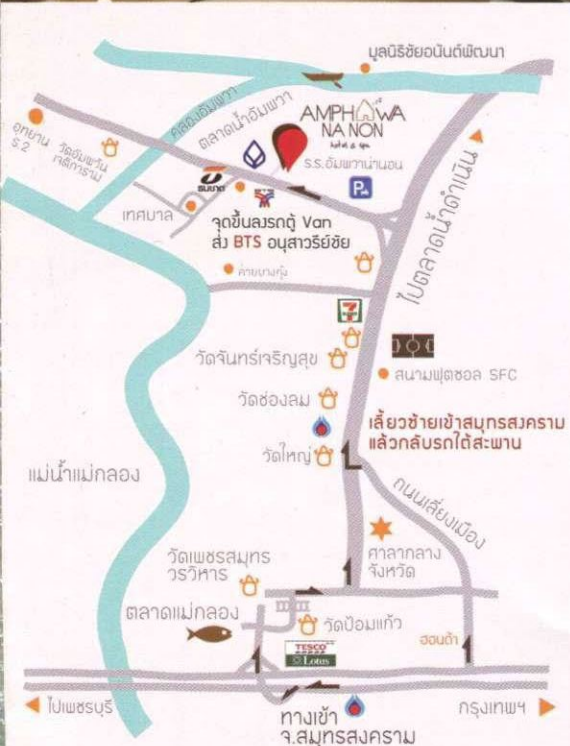 มูลนิธิชัยอนันต์พัฒนา
คลองอัมพวา
ตลาดน้ำอัมพวา
AMPHAWA
NA NON
hotel & spa
ร.ร.อัมพวาน่านอน
อุทยาน
ร.2
วัดอัมพวัน
เจติยาราม
ธนชาต
P
เทศบาล
จุดขึ้นลงรถตู้ Van
ส่ง BTS อนุสาวรีย์ชัย
ค่ายบางกุ้ง
ไปตลาดน้ำดำเนิน
7
วัดจันทร์เจริญสุข
สนามฟุตซอล SFC
วัดช่องลม
เลี้ยวซ้ายเข้าสมุทรสงคราม
แล้วกลับรถใต้สะพาน
วัดใหญ่
แม่น้ำแม่กลอง
ถนนเลี่ยงเมือง
ศาลากลาง
จังหวัด
วัดเพชรสมุทร
วรวิหาร
ตลาดแม่กลอง
วัดป้อมแก้ว
ฮอนด้า
TESCO
Lotus
ไปเพชรบุรี
ทางเข้า
จ.สมุทรสงคราม
กรุงเทพฯ